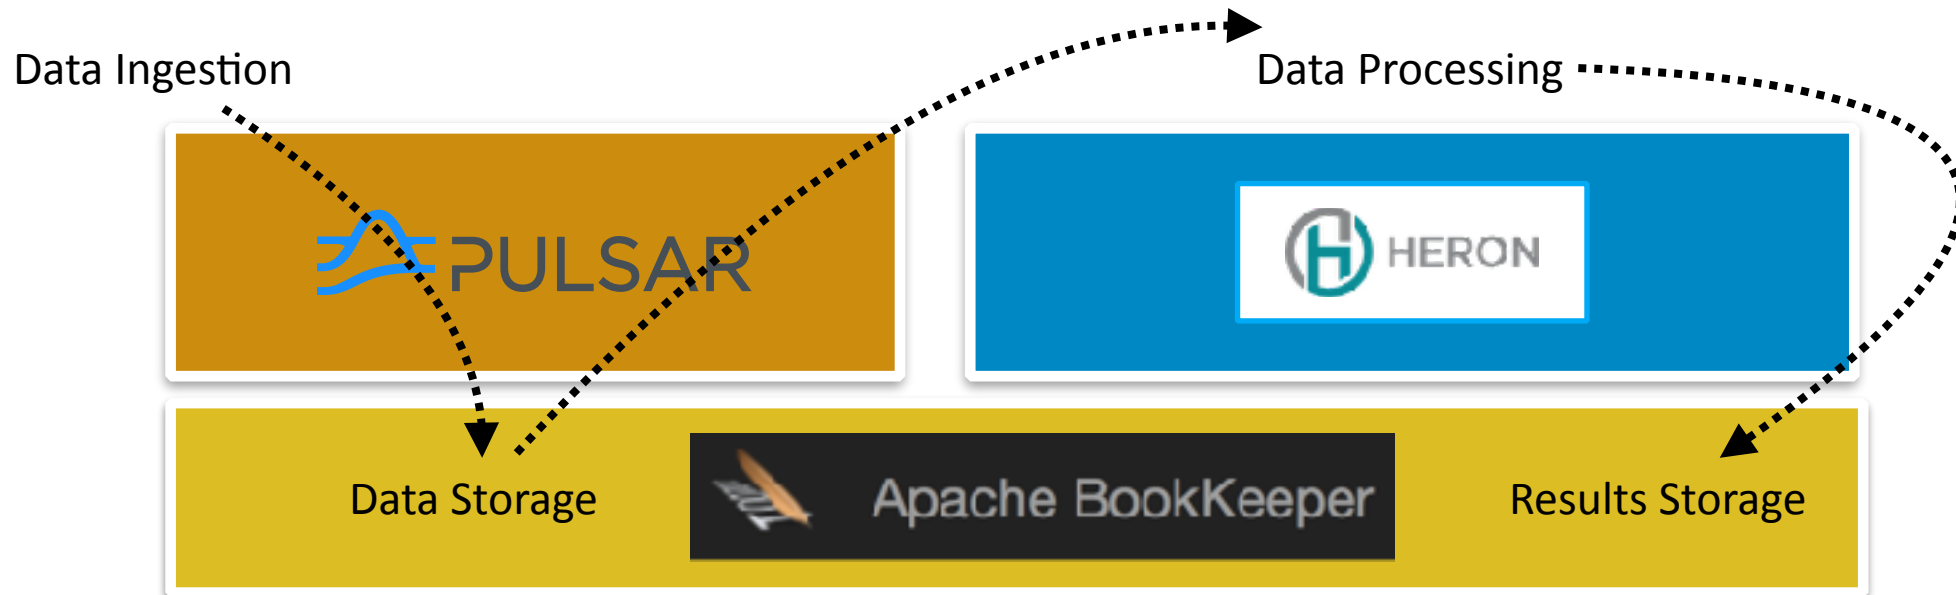 Data Ingestion
Data Processing
PULSAR
HERON
Data Storage
Apache BookKeeper
Results Storage